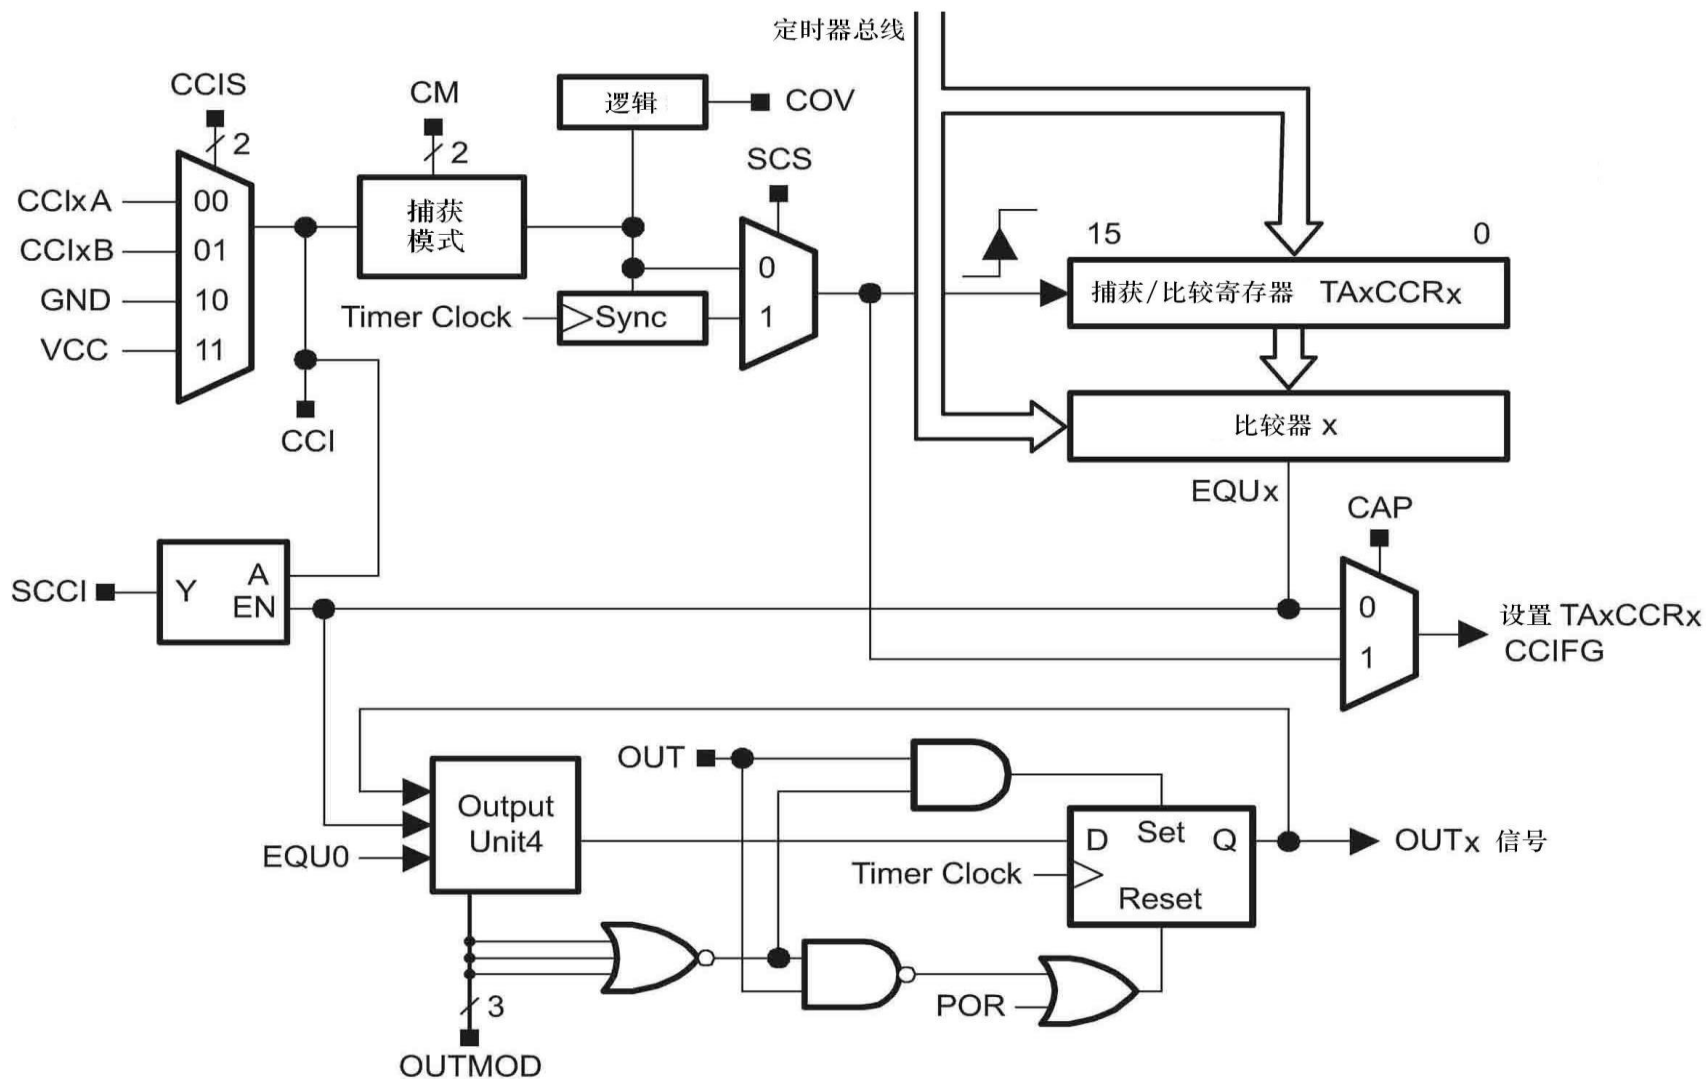 定时器总线
CCIS
2
CM
2
逻辑
COV
SCS
CCIxA
00
CCIxB
01
GND
10
VCC
11
捕获
模式
0
1
Timer Clock
Sync
CCI
15
0
捕获/比较寄存器 TAxCCRx
比较器 x
EQUx
CAP
0
1
设置 TAxCCRx
CCIFG
SCCI
Y
A
EN
OUT
Output
Unit4
EQU0
D
Set
Q
Timer Clock
Reset
OUTx 信号
3
POR
OUTMOD